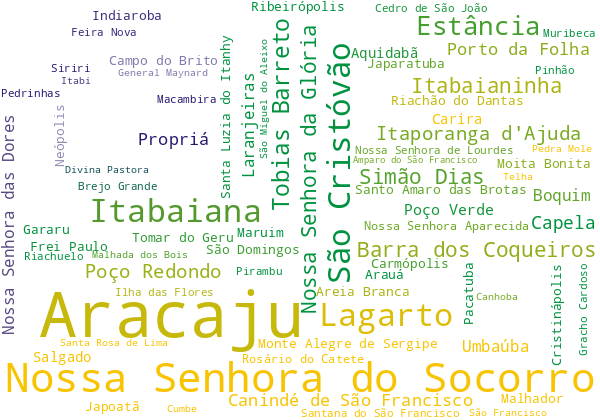 Ribeirópolis
Cedro de São João
Indiaroba
Feira Nova
Estância
Muribeca
Porto da Folha
Aquidabã
Japaratuba
Campo do Brito
General Maynard
Siriri
Itabi
Pinhão
Pedrinhas
Macambira
Itabaianinha
Riachão do Dantas
Carira
Propriá
Neópolis
Santa Luzia do Itanhy
Laranjeiras
São Miguel do Aleixo
Tobias Barreto
Nossa Senhora da Glória
São Cristóvão
Itaporanga d'Ajuda
Nossa Senhora de Lourdes
Pedra Mole
Amparo do São Francisco
Moita Bonita
Divina Pastora
Simão Dias
Telha
Brejo Grande
Santo Amaro das Brotas
Boquim
Nossa Senhora das Dores
Itabaiana
Poço Verde
Capela
Gararu
Maruim
Nossa Senhora Aparecida
Tomar do Geru
Frei Paulo
São Domingos
Barra dos Coqueiros
Riachuelo
Malhada dos Bois
Carmópolis
Poço Redondo
Pirambu
Arauá
Pacatuba
Cristinápolis
Gracho Cardoso
Ilha das Flores
Areia Branca
Canhoba
Aracaju
Lagarto
Santa Rosa de Lima
Monte Alegre de Sergipe
Umbaúba
Salgado
Rosário do Catete
Nossa Senhora do Socorro
Canindé de São Francisco
Malhador
Japoatã
Cumbe
Santana do São Francisco
São Francisco